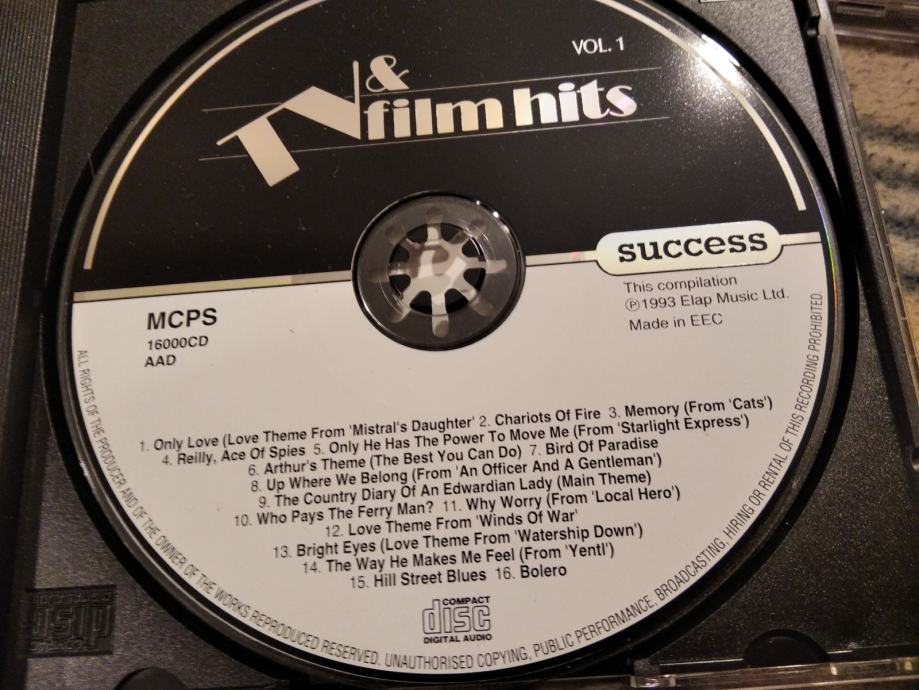 VOL. 1
TV &
film hits
success
This compilation
℗1993 Elap Music Ltd.
Made in EEC
MCPS
16000CD
AAD
1. Only Love (Love Theme From 'Mistral's Daughter' 2. Chariots Of Fire 3. Memory (From 'Cats')
4. Reilly, Ace Of Spies 5. Only He Has The Power To Move Me (From 'Starlight Express')
6. Arthur's Theme (The Best You Can Do) 7. Bird Of Paradise
8. Up Where We Belong (From 'An Officer And A Gentleman')
9. The Country Diary Of An Edwardian Lady (Main Theme)
10. Who Pays The Ferry Man? 11. Why Worry (From 'Local Hero')
12. Love Theme From 'Winds Of War'
13. Bright Eyes (Love Theme From 'Watership Down')
14. The Way He Makes Me Feel (From 'Yentl')
15. Hill Street Blues 16. Bolero
COMPACT
disc
DIGITAL AUDIO
ALL RIGHTS OF THE PRODUCER AND OF THE OWNER OF THE WORKS REPRODUCED RESERVED. UNAUTHORISED COPYING, PUBLIC PERFORMANCE, BROADCASTING, HIRING OR RENTAL OF THIS RECORDING PROHIBITED.
disc